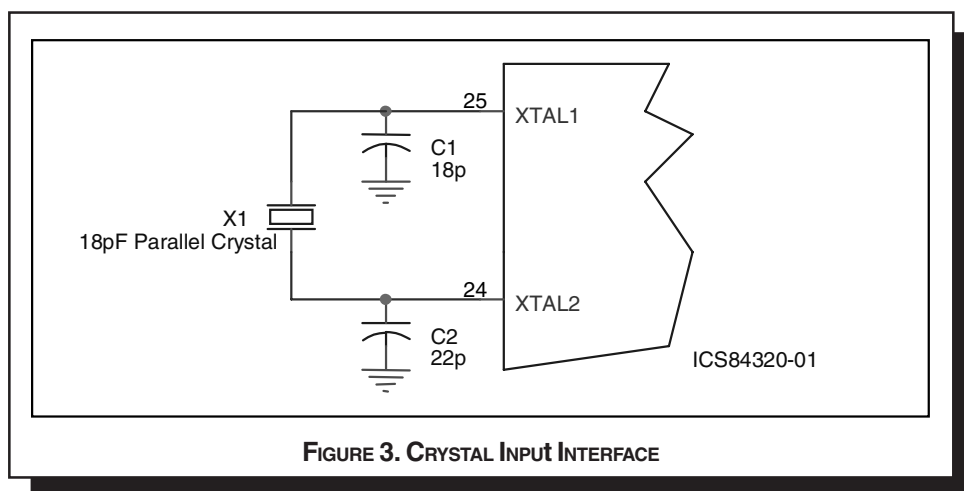 25
XTAL1
C1
18p
X1
18pF Parallel Crystal
24
XTAL2
C2
22p
ICS84320-01
FIGURE 3. CRYSTAL INPUt INTERFACE